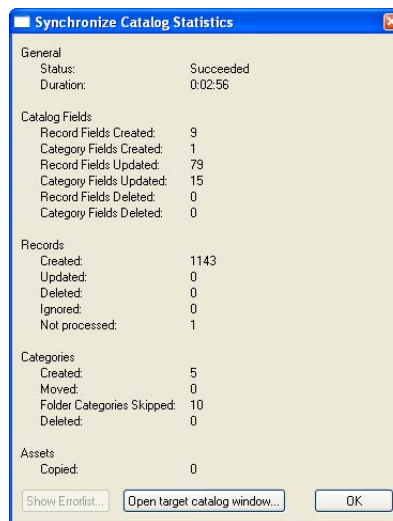 Synchronize Catalog Statistics
General
Status: Succeeded
Duration: 0:02:56
Catalog Fields
Record Fields Created: 9
Category Fields Created: 1
Record Fields Updated: 79
Category Fields Updated: 15
Record Fields Deleted: 0
Category Fields Deleted: 0
Records
Created: 1143
Updated: 0
Deleted: 0
Ignored: 0
Not processed: 1
Categories
Created: 5
Moved: 0
Folder Categories Skipped: 10
Deleted: 0
Assets
Copied: 0
Show Errorlist... Open target catalog window... OK